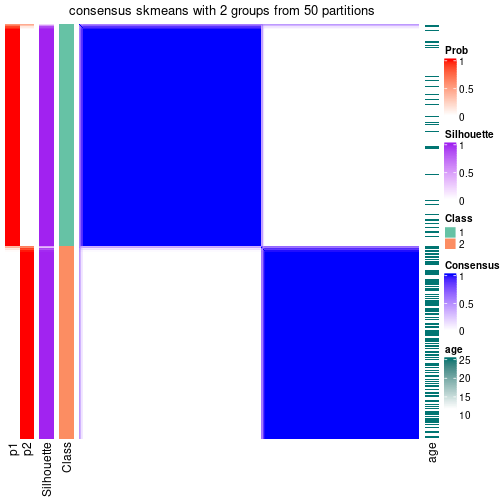 consensus skmeans with 2 groups from 50 partitions
Prob
1
0.5
0
Silhouette
1
0.5
0
Class
1
2
Consensus
1
0.5
0
age
25
20
15
10
p1
p2
Silhouette
Class
age